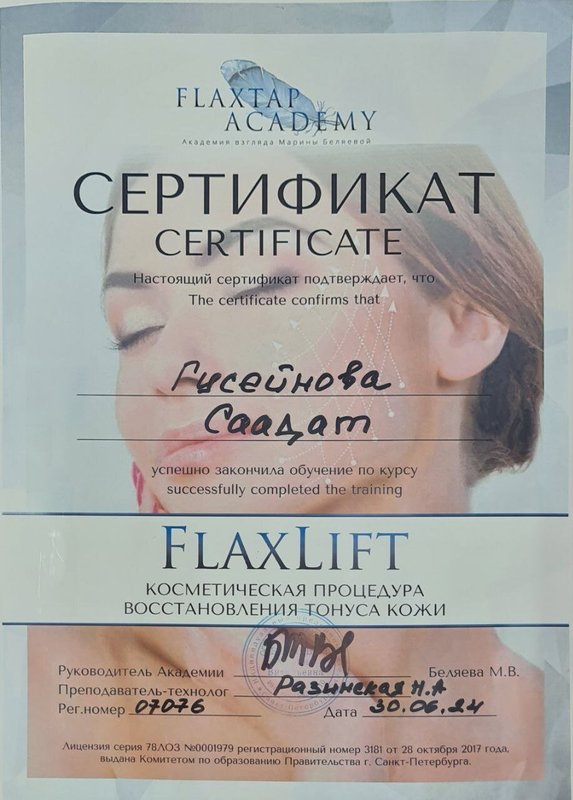 FLAXTAP
ACADEMY
Академия взгляда Марины Беляевой
СЕРТИФИКАТ
CERTIFICATE
Настоящий сертификат подтверждает, что
The certificate confirms that
Гусейнова
Саадат
успешно закончила обучение по курсу
successfully completed the training
FLAXLIFT
КОСМЕТИЧЕСКАЯ ПРОЦЕДУРА
ВОССТАНОВЛЕНИЯ ТОНУСА КОЖИ
Руководитель Академии Беляева М.В.
Преподаватель-технолог Разинская Н.А
Рег.номер 07076 Дата 30.06.24
Лицензия серия 78ЛОЗ №0001979 регистрационный номер 3181 от 28 октября 2017 года,
выдана Комитетом по образованию Правительства г. Санкт-Петербурга.